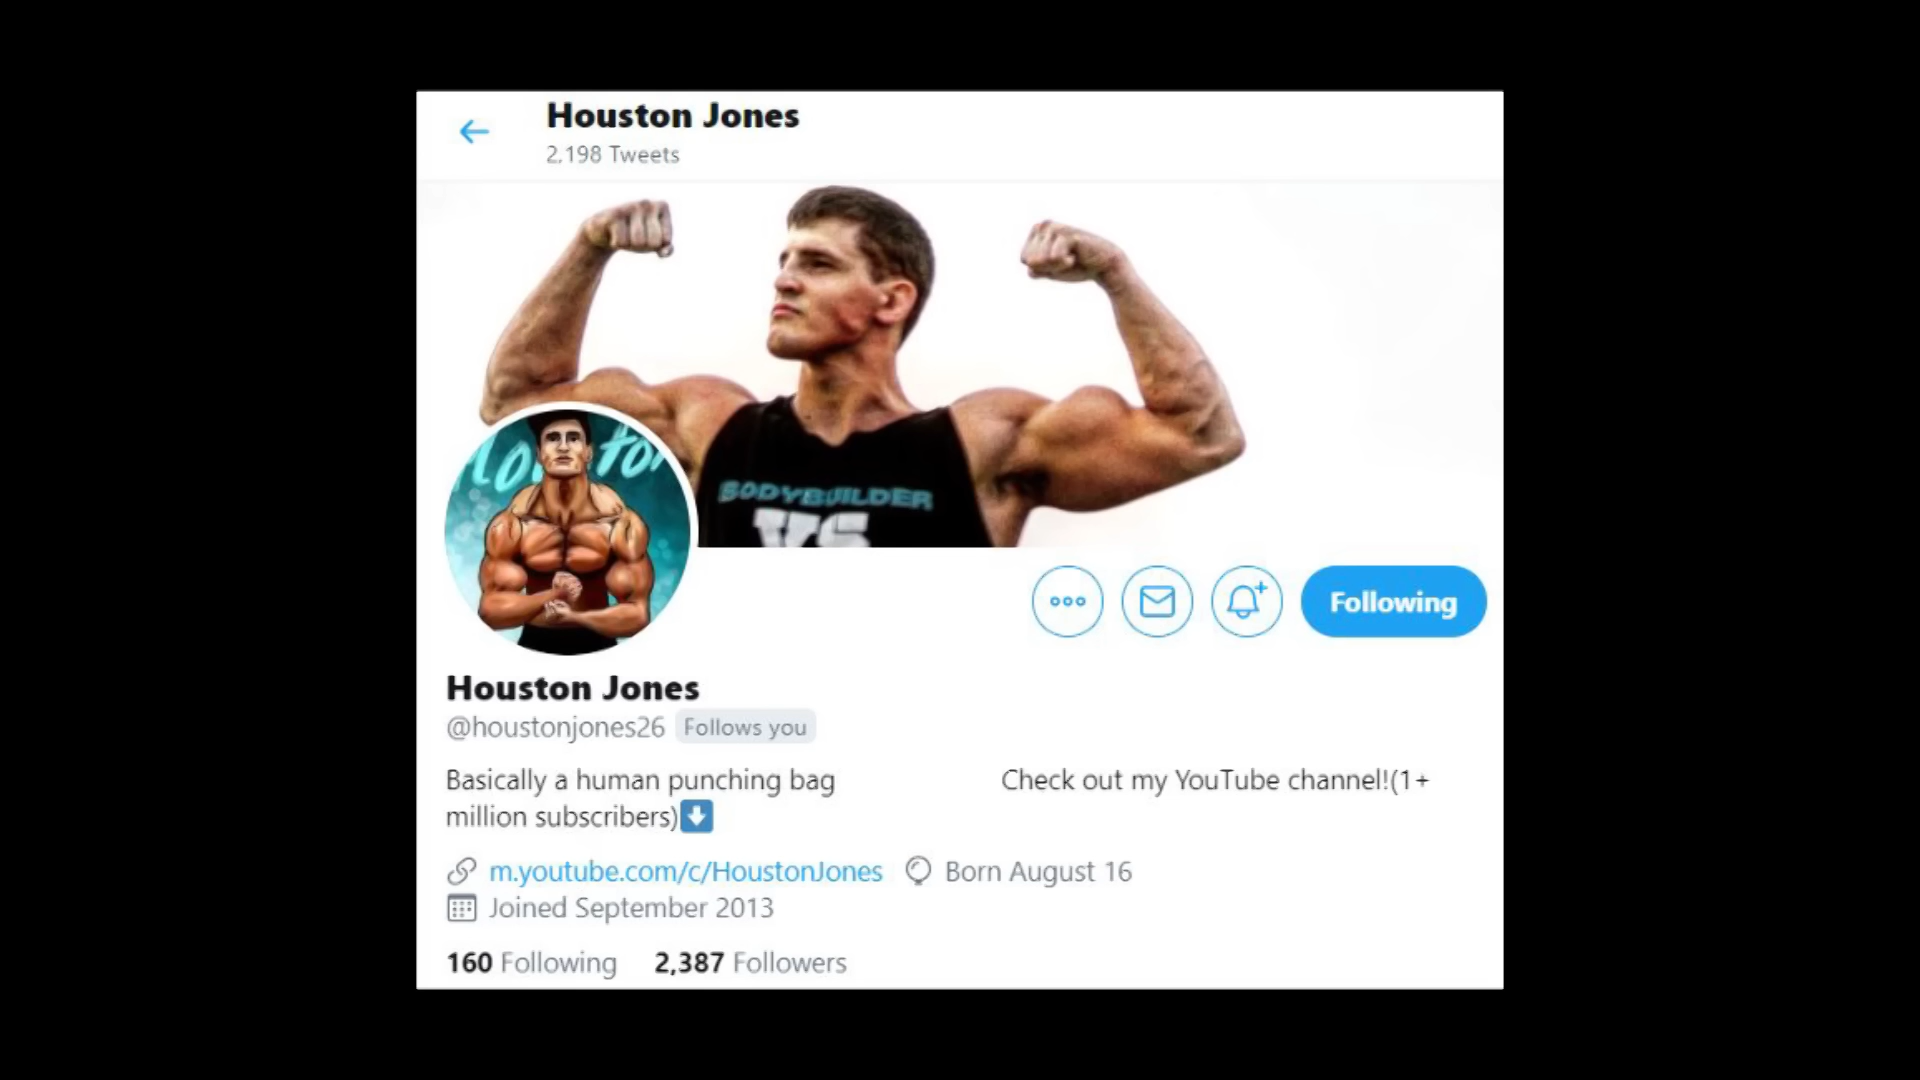 Houston Jones
2,198 Tweets
BODYBUILDER
VS
Following
Houston Jones
@houstonjones26 Follows you
Basically a human punching bag Check out my YouTube channel!(1+
million subscribers)⬇️
m.youtube.com/c/HoustonJones Born August 16
Joined September 2013
160 Following 2,387 Followers